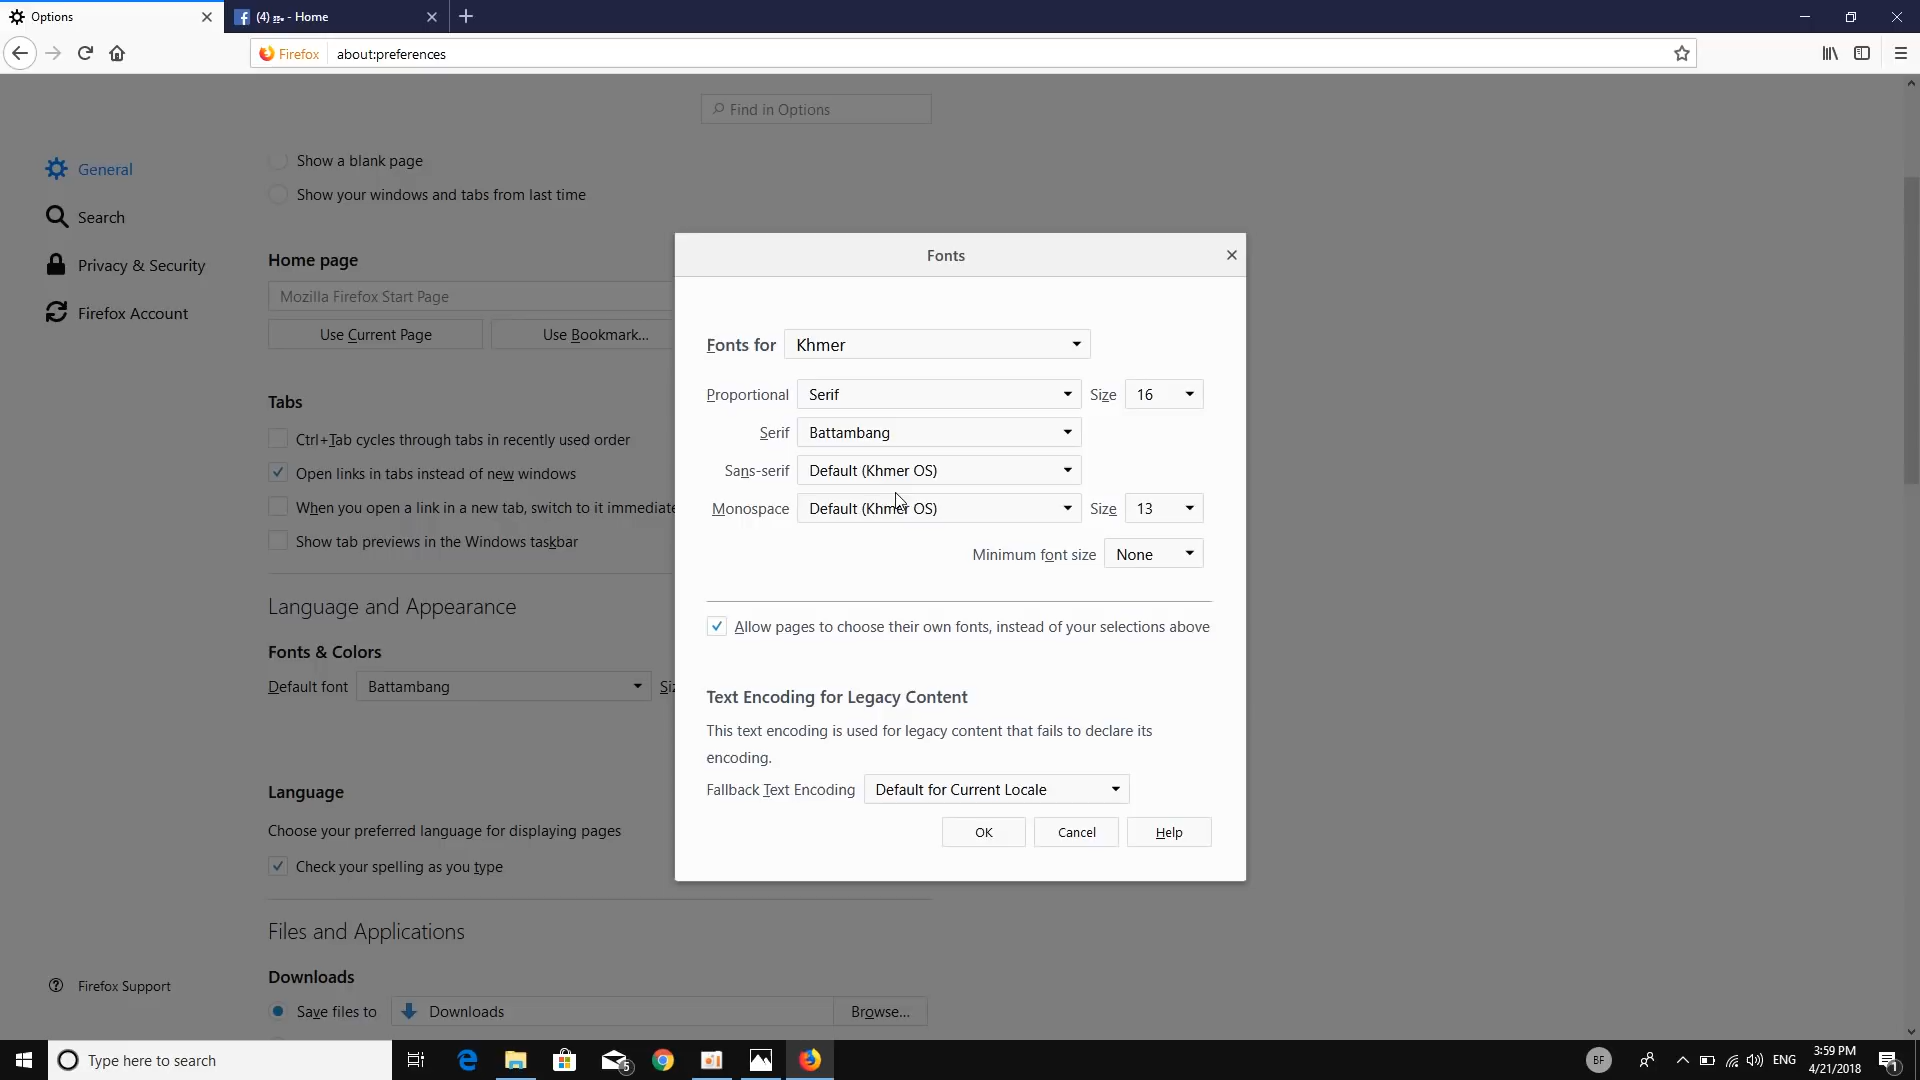 Options
(4)
- Home
Firefox
about:preferences
Find in Options
General
Search
Privacy & Security
Firefox Account
Show a blank page
Show your windows and tabs from last time
Home page
Mozilla Firefox Start Page
Use Current Page
Use Bookmark...
Tabs
Ctrl+Tab cycles through tabs in recently used order
Open links in tabs instead of new windows
When you open a link in a new tab, switch to it immediate
Show tab previews in the Windows taskbar
Language and Appearance
Fonts & Colors
Default font
Battambang
Siz
Language
Choose your preferred language for displaying pages
Check your spelling as you type
Files and Applications
Downloads
Save files to
Downloads
Browse...
Firefox Support
Fonts
Fonts for
Khmer
Proportional
Serif
Size
16
Serif
Battambang
Sans-serif
Default (Khmer OS)
Monospace
Default (Khmer OS)
Size
13
Minimum font size
None
Allow pages to choose their own fonts, instead of your selections above
Text Encoding for Legacy Content
This text encoding is used for legacy content that fails to declare its
encoding.
Fallback Text Encoding
Default for Current Locale
OK
Cancel
Help
Type here to search
5
BF
ENG
3:59 PM
4/21/2018
1